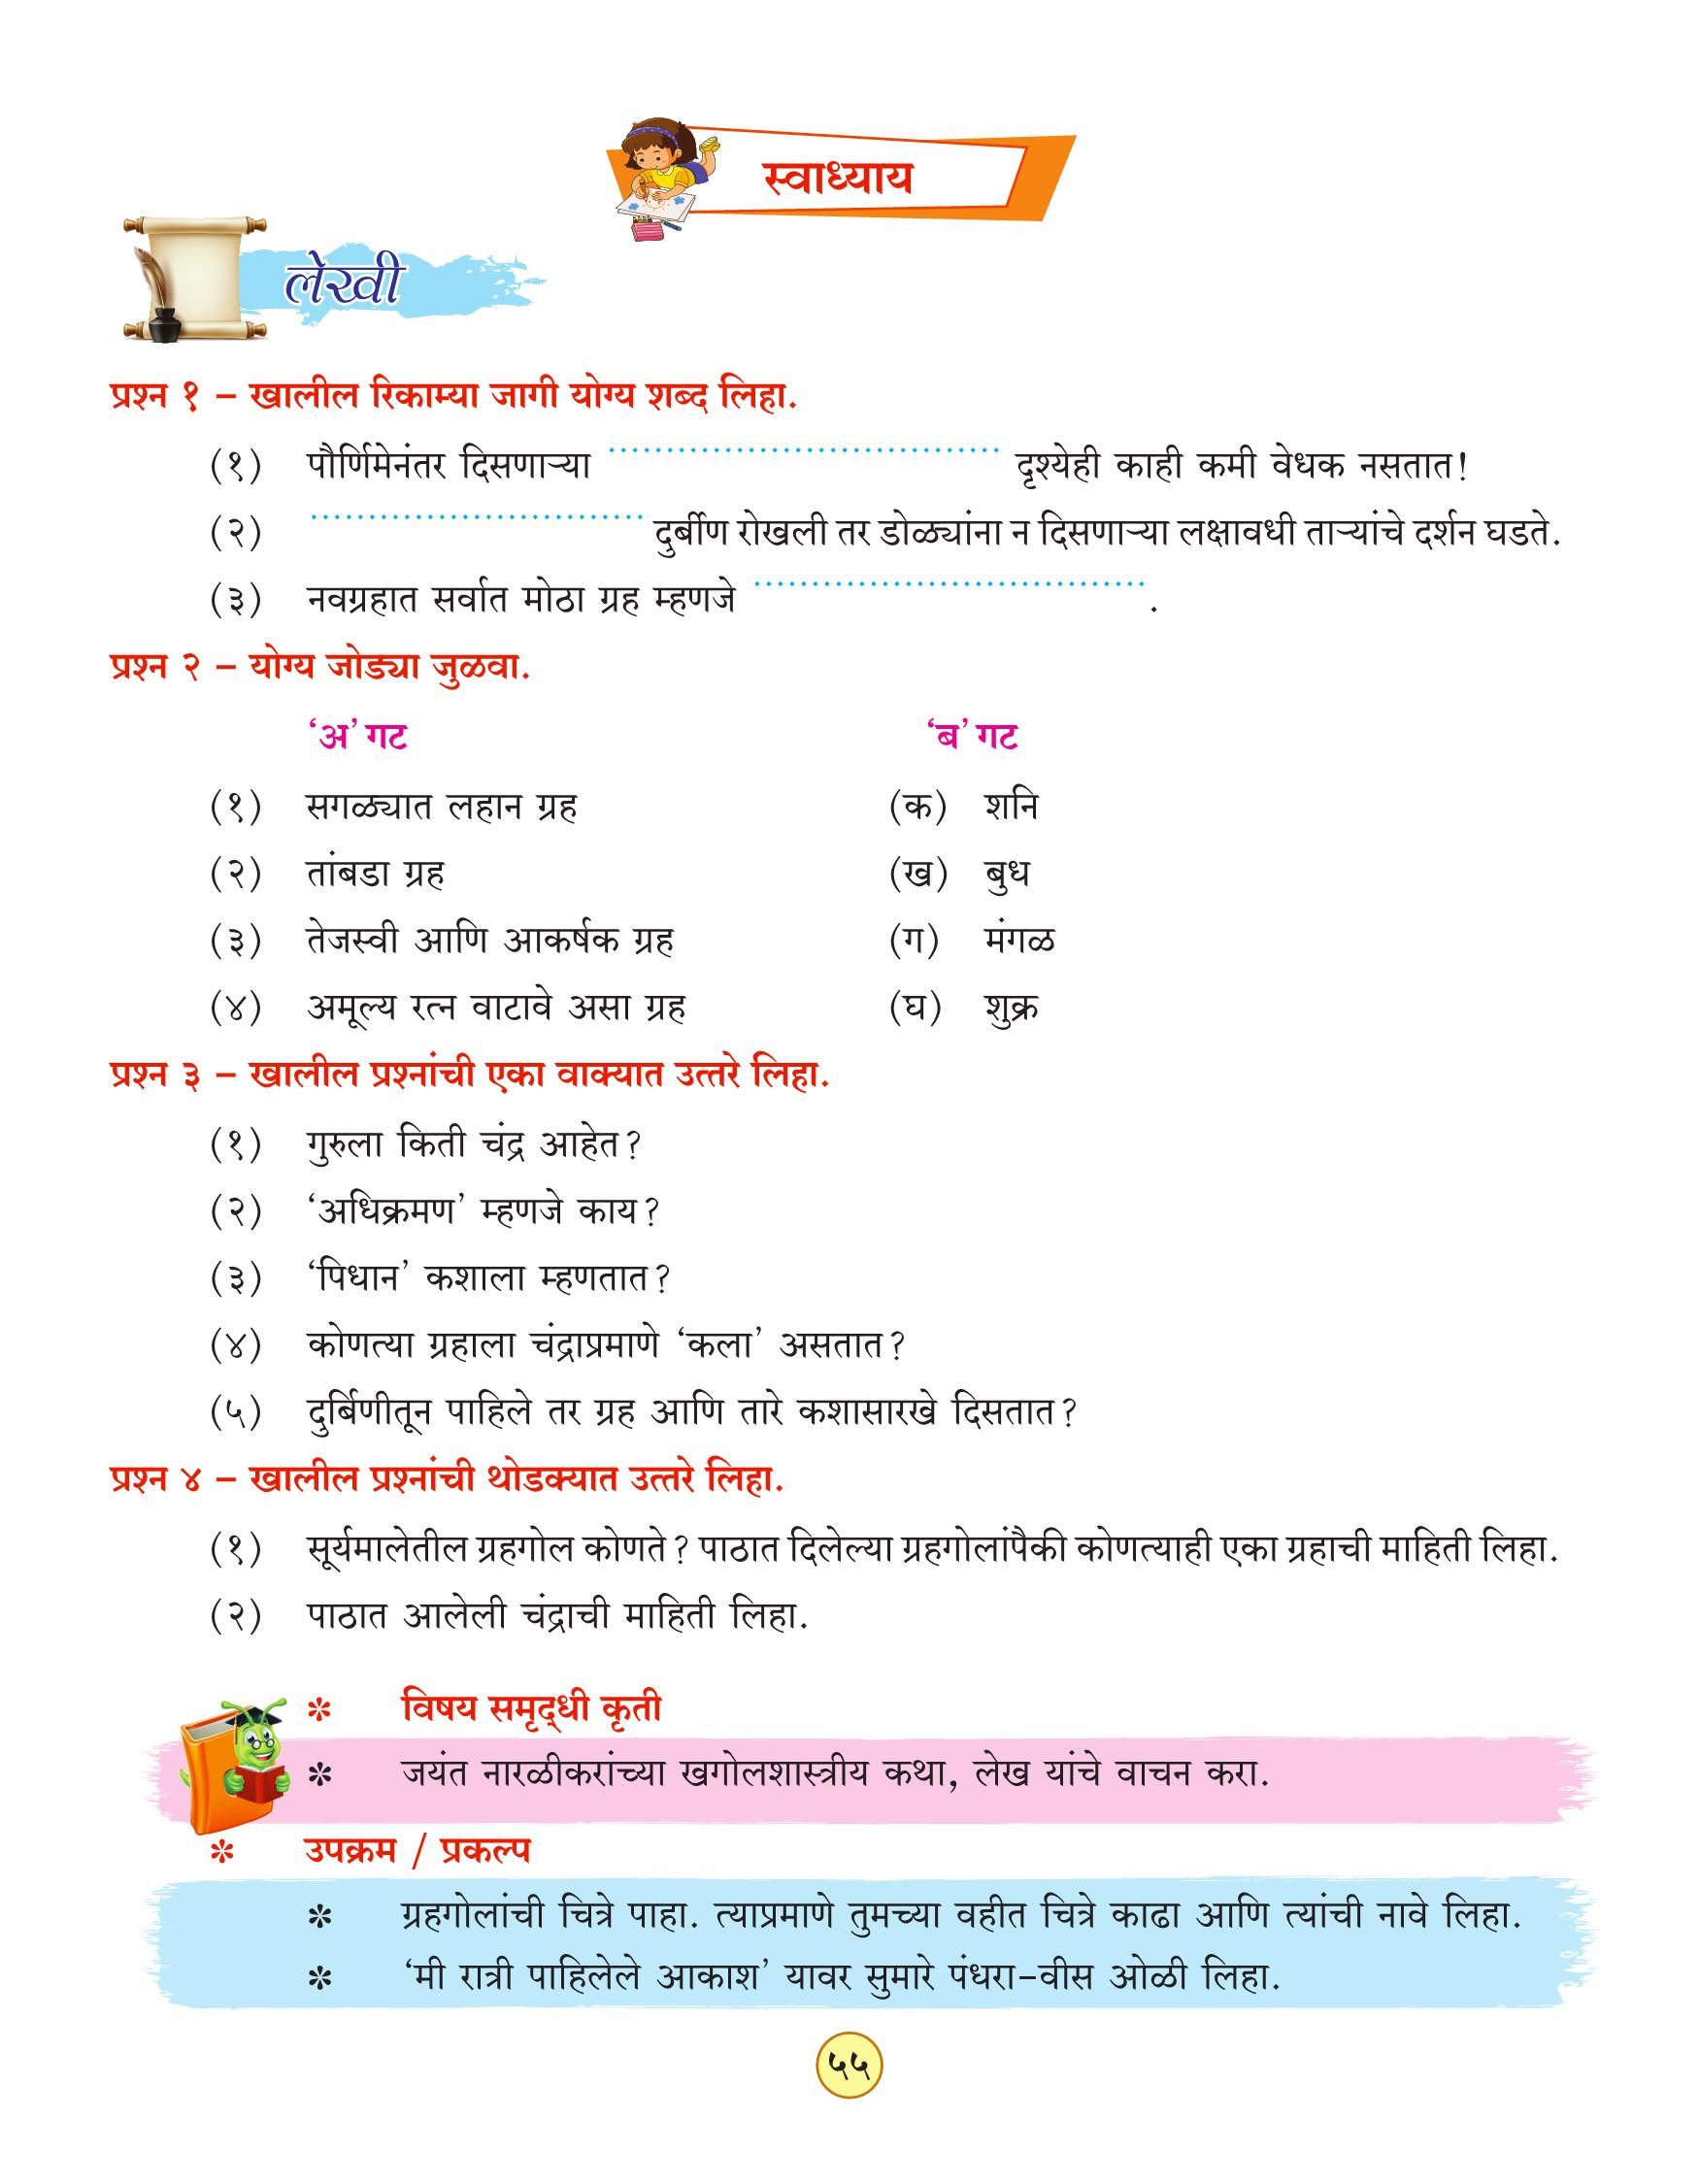 स्वाध्याय
लेखी
प्रश्न १ – खालील रिकाम्या जागी योग्य शब्द लिहा.
(१) पौर्णिमेनंतर दिसणाऱ्या ................................. दृश्येही काही कमी वेधक नसतात!
(२) ............................ दुर्बीण रोखली तर डोळ्यांना न दिसणाऱ्या लक्षावधी ताऱ्यांचे दर्शन घडते.
(३) नवग्रहात सर्वात मोठा ग्रह म्हणजे ................................. .
प्रश्न २ – योग्य जोड्या जुळवा.
‘अ’ गट ‘ब’ गट
(१) सगळ्यात लहान ग्रह (क) शनि
(२) तांबडा ग्रह (ख) बुध
(३) तेजस्वी आणि आकर्षक ग्रह (ग) मंगळ
(४) अमूल्य रत्न वाटावे असा ग्रह (घ) शुक्र
प्रश्न ३ – खालील प्रश्नांची एका वाक्यात उत्तरे लिहा.
(१) गुरुला किती चंद्र आहेत?
(२) ‘अधिक्रमण’ म्हणजे काय?
(३) ‘पिधान’ कशाला म्हणतात?
(४) कोणत्या ग्रहाला चंद्राप्रमाणे ‘कला’ असतात?
(५) दुर्बिणीतून पाहिले तर ग्रह आणि तारे कशासारखे दिसतात?
प्रश्न ४ – खालील प्रश्नांची थोडक्यात उत्तरे लिहा.
(१) सूर्यमालेतील ग्रहगोल कोणते? पाठात दिलेल्या ग्रहगोलांपैकी कोणत्याही एका ग्रहाची माहिती लिहा.
(२) पाठात आलेली चंद्राची माहिती लिहा.
✽ विषय समृद्धी कृती
✽ जयंत नारळीकरांच्या खगोलशास्त्रीय कथा, लेख यांचे वाचन करा.
✽ उपक्रम / प्रकल्प
✽ ग्रहगोलांची चित्रे पाहा. त्याप्रमाणे तुमच्या वहीत चित्रे काढा आणि त्यांची नावे लिहा.
✽ ‘मी रात्री पाहिलेले आकाश’ यावर सुमारे पंधरा–वीस ओळी लिहा.
५५